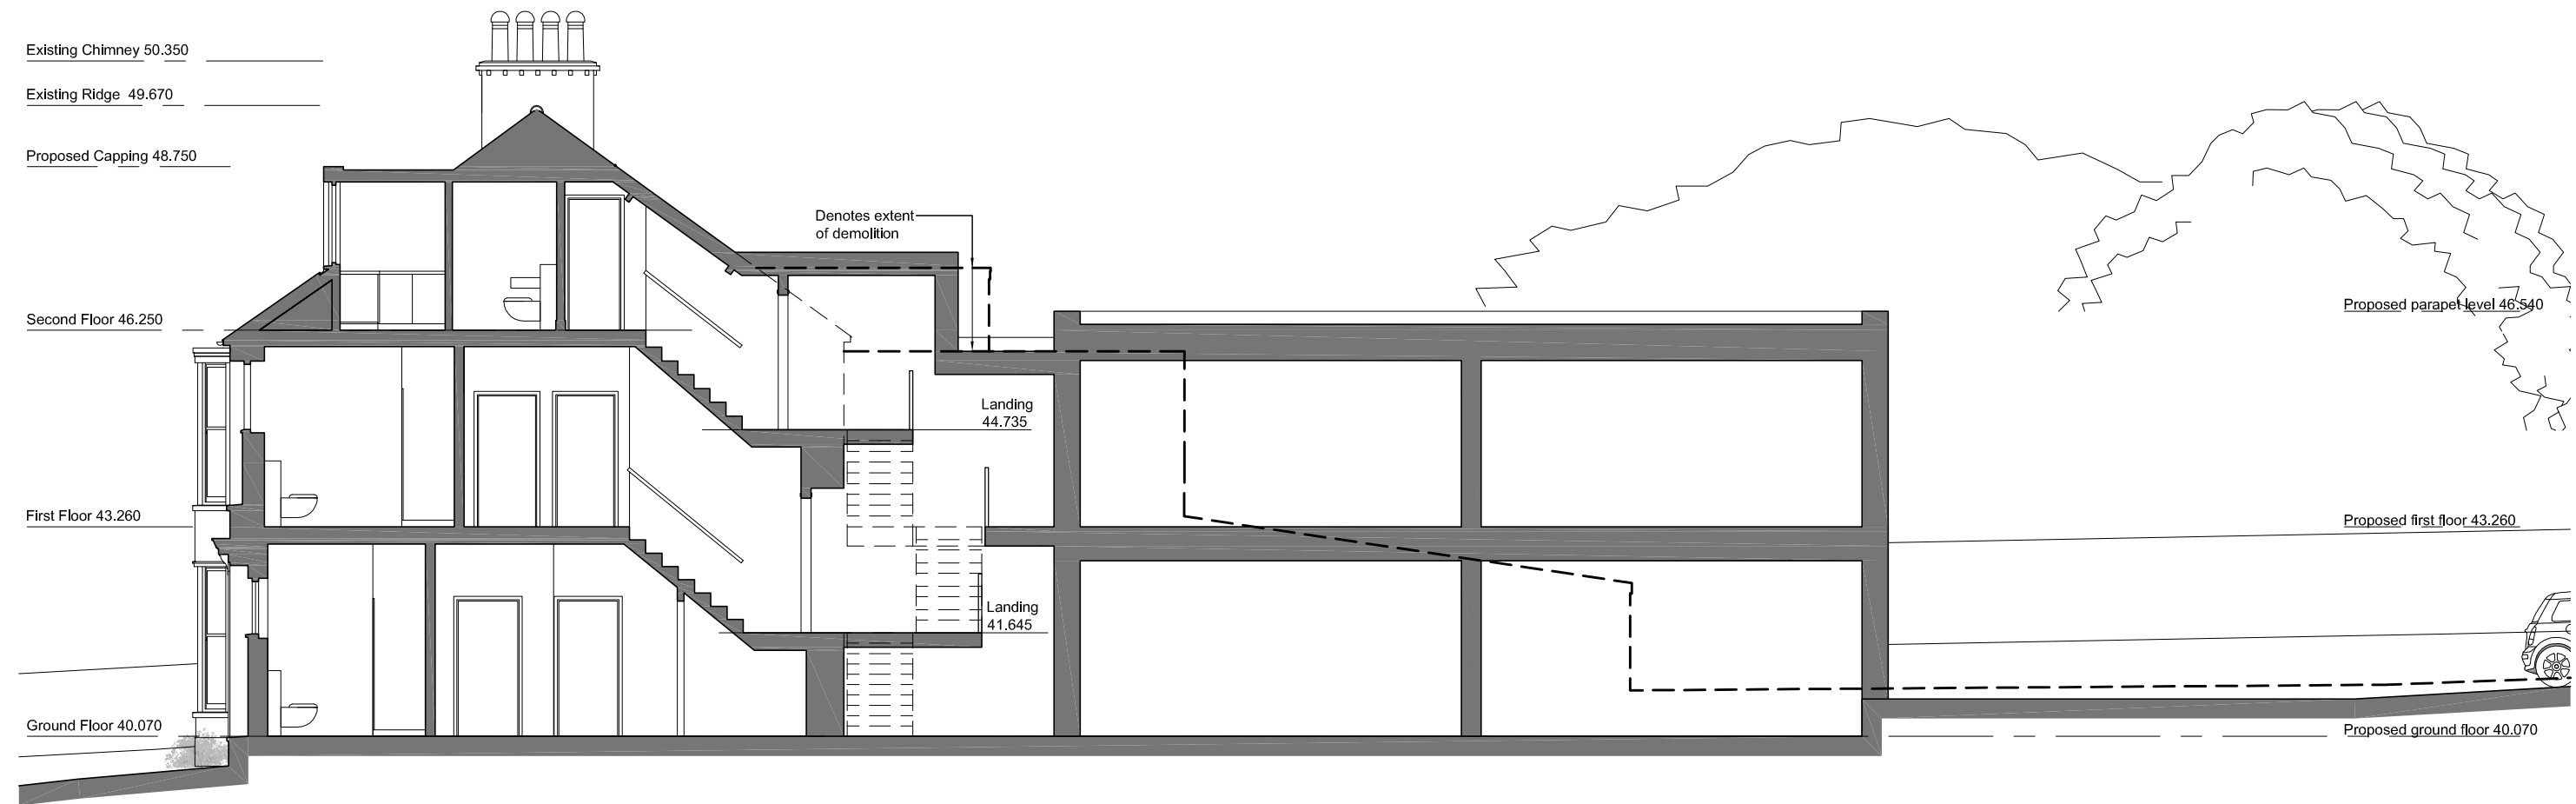 Existing Chimney 50.350
Existing Ridge 49.670
Proposed Capping 48.750
Denotes extent
of demolition
Second Floor 46.250
Proposed parapet level 46.540
Landing
44.735
First Floor 43.260
Proposed first floor 43.260
Landing
41.645
Ground Floor 40.070
Proposed ground floor 40.070